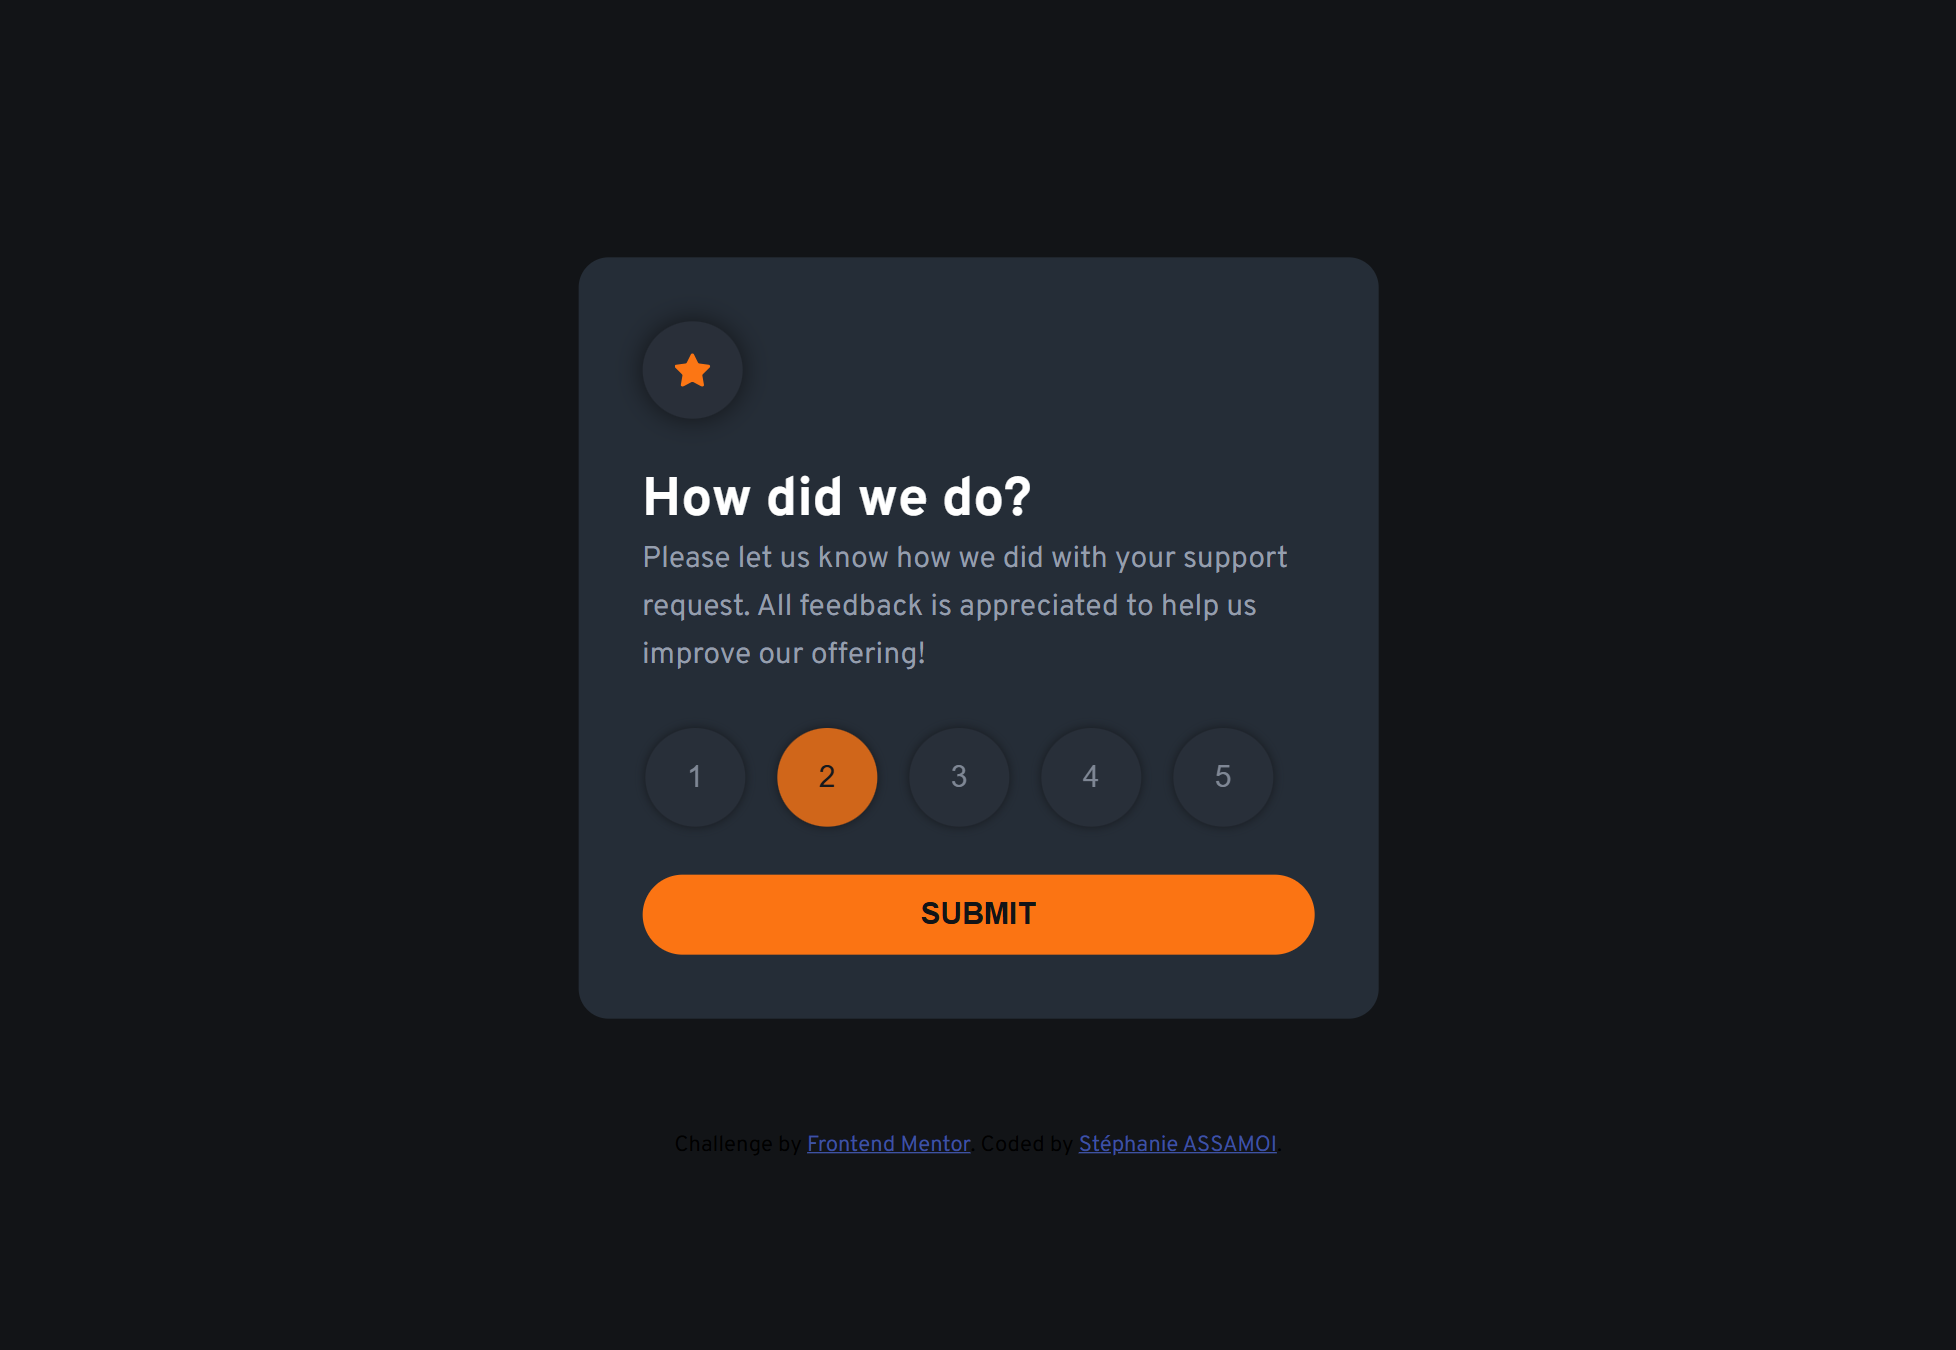 How did we do?
Please let us know how we did with your support
request. All feedback is appreciated to help us
improve our offering!
1 2 3 4 5
SUBMIT
Challenge by Frontend Mentor. Coded by Stéphanie ASSAMOI.